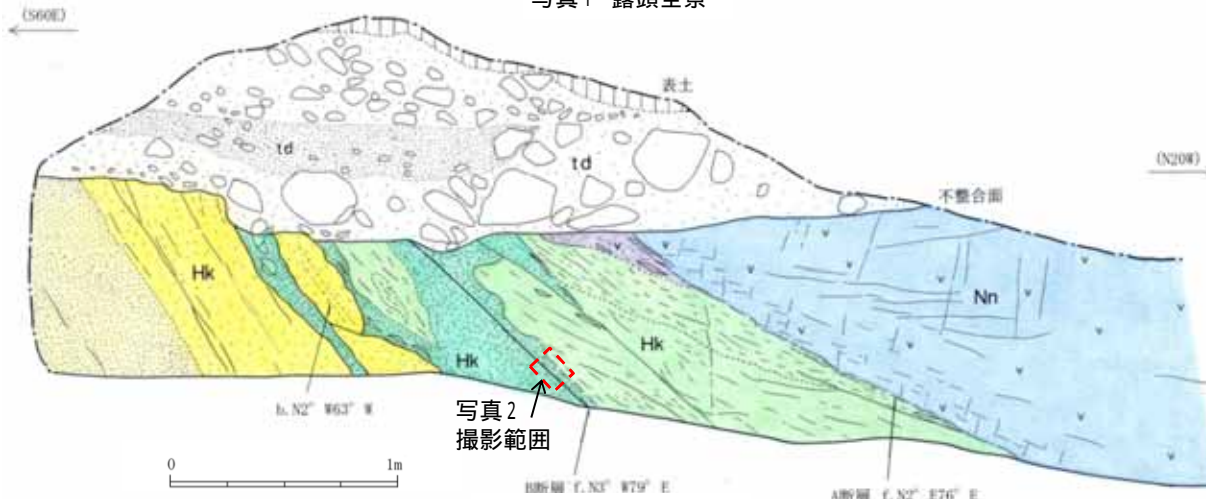 写真1 露頭全景
(S60E)
表土
td
td
(N20W)
不整合面
Hk
Nn
Hk
Hk
h.N2° W63° W
写真2
撮影範囲
0 1m
B断層 f.N3° W79° E
A断層 f.N2° E76° E